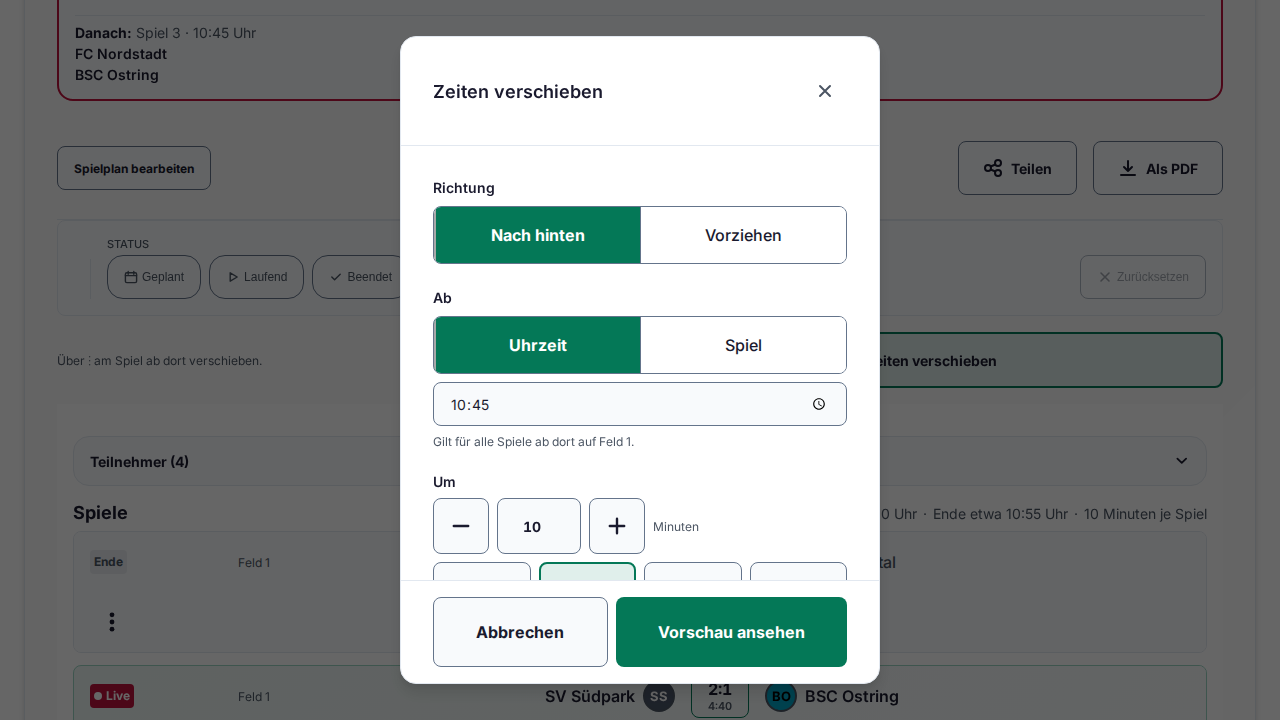 Danach: Spiel 3 · 10:45 Uhr
FC Nordstadt
BSC Ostring
Zeiten verschieben
Spielplan bearbeiten
Teilen
Als PDF
Richtung
Nach hinten
Vorziehen
STATUS
Geplant
Laufend
Beendet
Zurücksetzen
Ab
Uhrzeit
Spiel
Über ⋮ am Spiel ab dort verschieben.
eiten verschieben
10:45
Gilt für alle Spiele ab dort auf Feld 1.
Teilnehmer (4)
Um
Spiele
0 Uhr · Ende etwa 10:55 Uhr · 10 Minuten je Spiel
10
Minuten
Ende
Feld 1
tal
Abbrechen
Vorschau ansehen
Live
Feld 1
SV Südpark SS 2:1 BO BSC Ostring
4:40